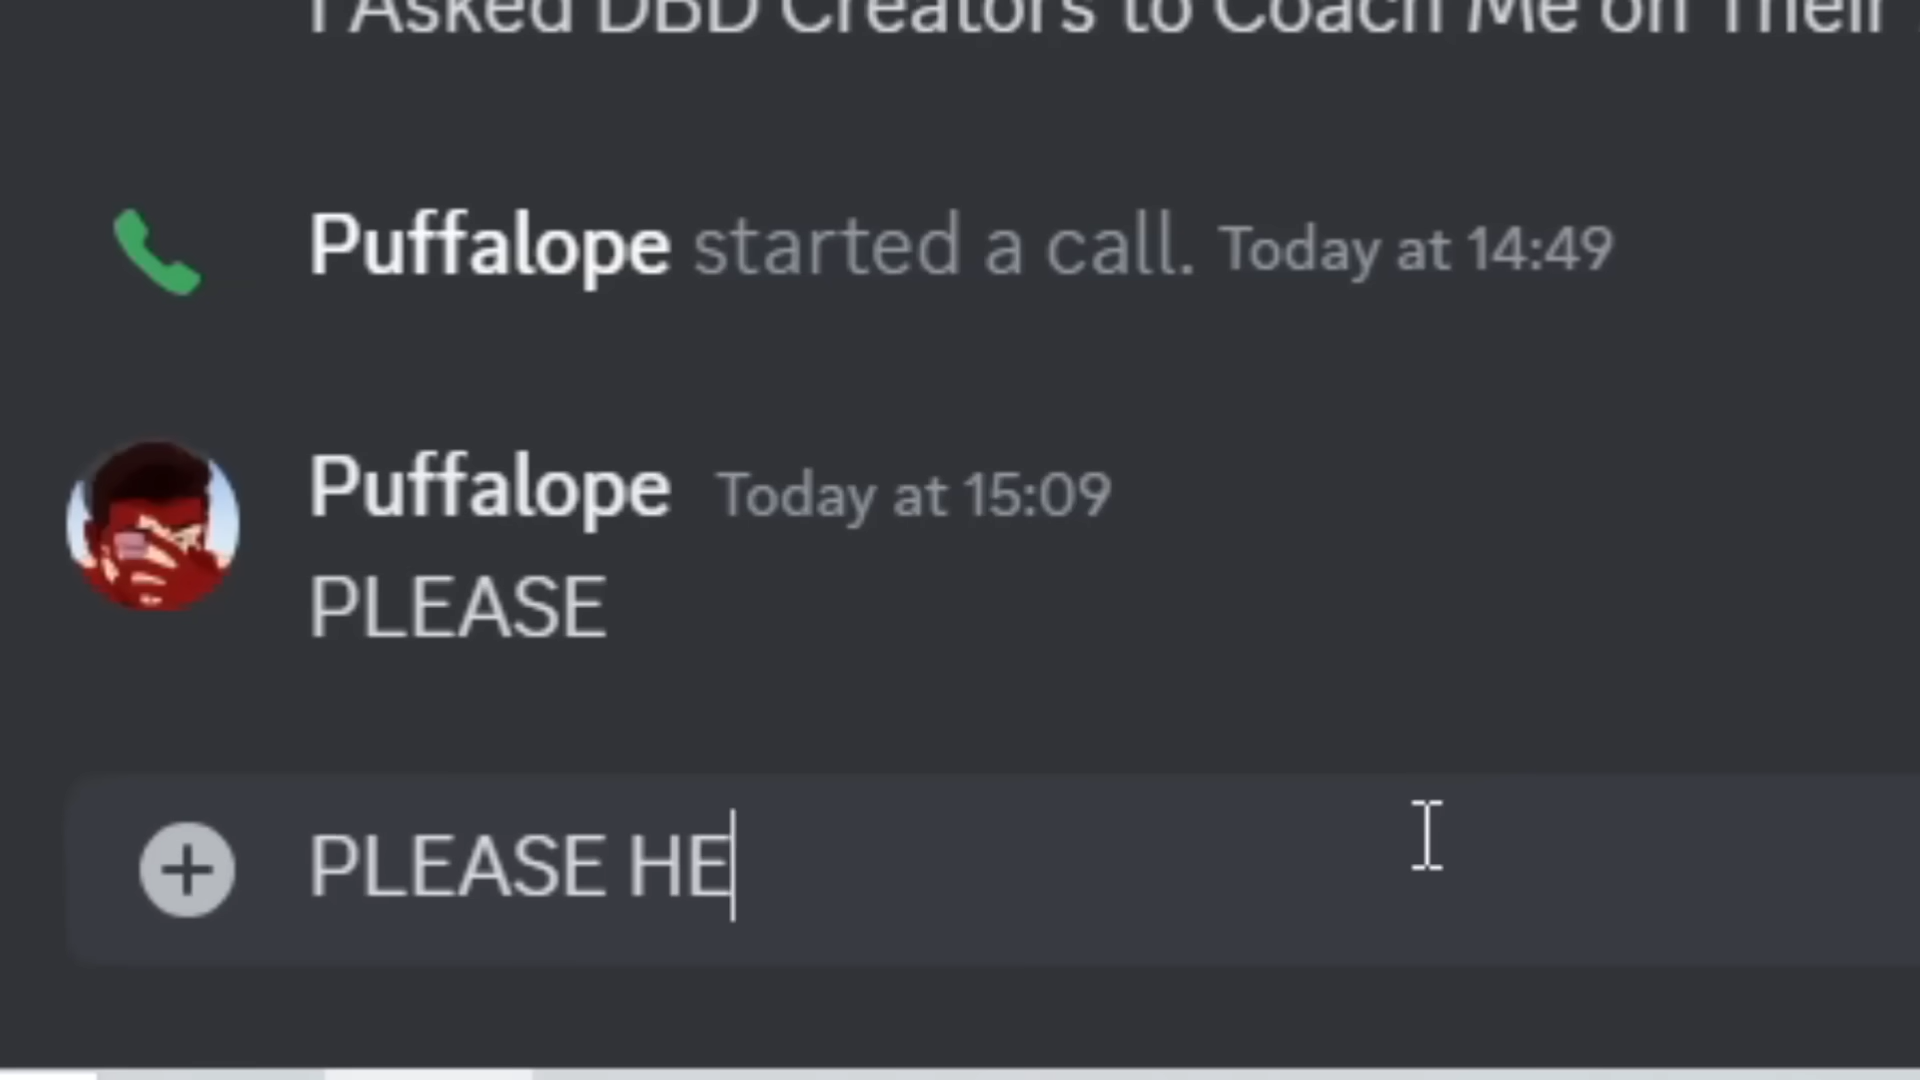 I Asked DBD Creators to Coach Me on Their
Puffalope started a call. Today at 14:49
Puffalope Today at 15:09
PLEASE
PLEASE HE